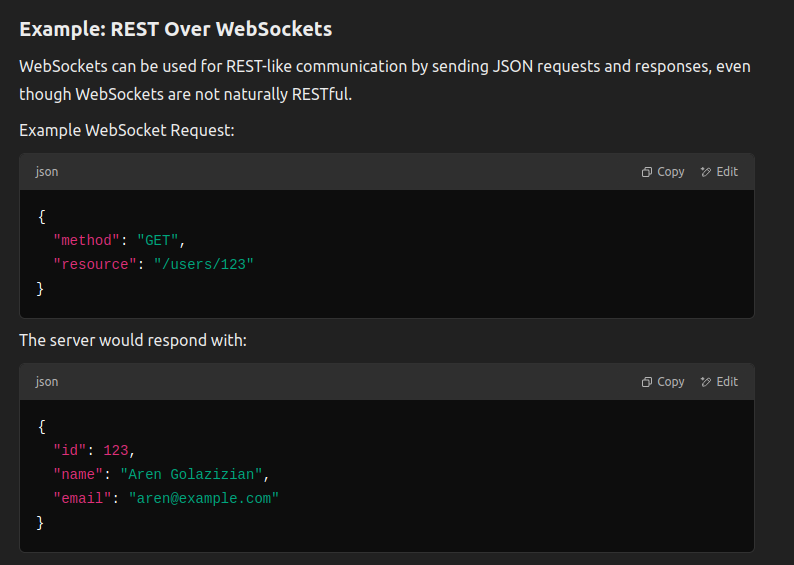 Example: REST Over WebSockets
WebSockets can be used for REST-like communication by sending JSON requests and responses, even
though WebSockets are not naturally RESTful.
Example WebSocket Request:
json Copy Edit
{
  "method": "GET",
  "resource": "/users/123"
}
The server would respond with:
json Copy Edit
{
  "id": 123,
  "name": "Aren Golazizian",
  "email": "aren@example.com"
}